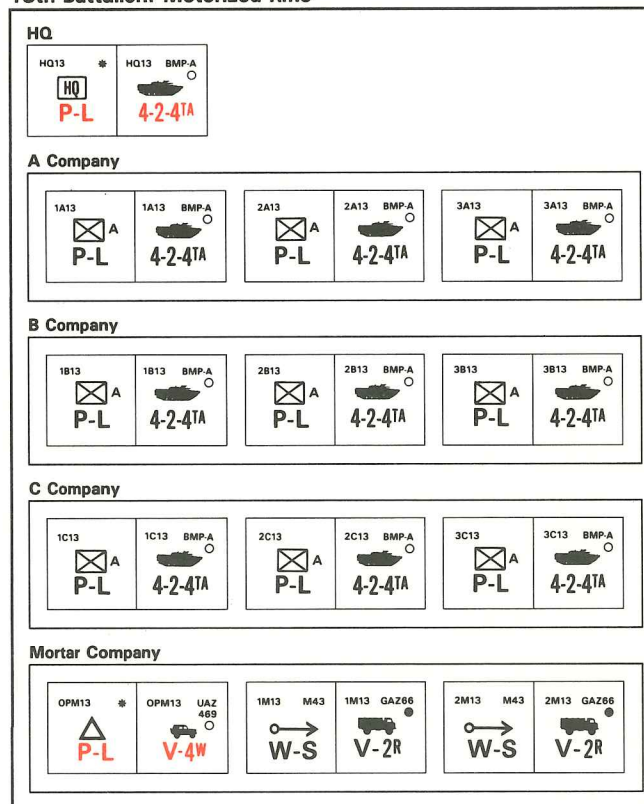 Battalion: Motorized
HQ
HQ13 * HQ13 BMP-A
HQ
P-L 4-2-4TA
A Company
1A13 1A13 BMP-A 2A13 2A13 BMP-A 3A13 3A13 BMP-A
A A A
P-L 4-2-4TA P-L 4-2-4TA P-L 4-2-4TA
B Company
1B13 1B13 BMP-A 2B13 2B13 BMP-A 3B13 3B13 BMP-A
A A A
P-L 4-2-4TA P-L 4-2-4TA P-L 4-2-4TA
C Company
1C13 1C13 BMP-A 2C13 2C13 BMP-A 3C13 3C13 BMP-A
A A A
P-L 4-2-4TA P-L 4-2-4TA P-L 4-2-4TA
Mortar Company
OPM13 * OPM13 UAZ 1M13 M43 1M13 GAZ66 2M13 M43 2M13 GAZ66
469
P-L V-4W W-S V-2R W-S V-2R